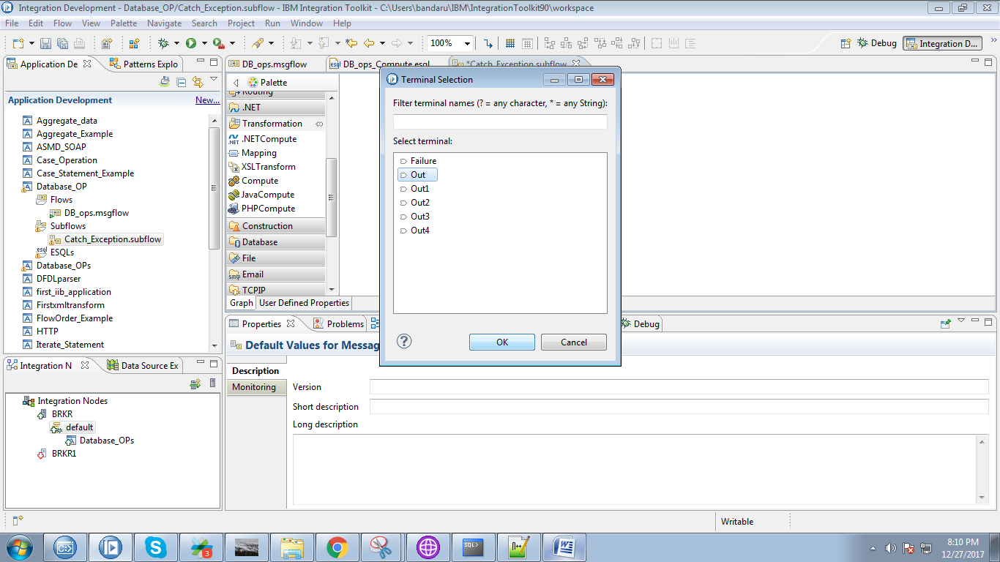 Integration Development - Database_OP/Catch_Exception.subflow - IBM Integration Toolkit - C:\Users\bandaru\IBM\IntegrationToolkit90\workspace
File Edit Flow View Palette Navigate Search Project Run Window Help
100%
Debug
Integration D...
Application De
Patterns Explo
Application Development
New...
Aggregate_data
Aggregate_Example
ASMD_SOAP
Case_Operation
Case_Statement_Example
Database_OP
Flows
DB_ops.msgflow
Subflows
Catch_Exception.subflow
esql
ESQLs
Database_OPs
DFDLparser
first_iib_application
Firstxmltransform
FlowOrder_Example
HTTP
Iterate_Statement
Integration N
Data Source Ex
Integration Nodes
BRKR
default
Database_OPs
BRKR1
DB_ops.msgflow
esql
DB_ops_Compute.esql
*Catch_Exception.subflow
Palette
Routing
.NET
Transformation
.NET
.NETCompute
Mapping
XSLTransform
Compute
JavaCompute
PHPCompute
Construction
Database
File
smtp
Email
TCPIP
Graph
User Defined Properties
Terminal Selection
Filter terminal names (? = any character, * = any String):
Select terminal:
Failure
Out
Out1
Out2
Out3
Out4
?
OK
Cancel
Properties
Problems
Debug
Default Values for Messag
Description
Monitoring
Version
Short description
Long description
Writable
C:\
3
SQL>
8:10 PM
12/27/2017